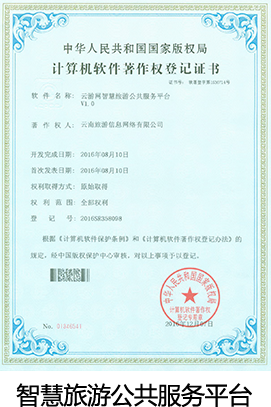 中华人民共和国国家版权局
计算机软件著作权登记证书
证书号：
软件名称： 云游网智慧旅游公共服务平台
V1.0
著作权人： 云南旅游信息网络有限公司
开发完成日期： 2016年08月10日
首次发表日期： 2016年08月10日
权利取得方式： 原始取得
权利范围： 全部权利
登记号： 2016SR358098
根据《计算机软件保护条例》和《计算机软件著作权登记办法》的
规定，经中国版权保护中心审核，对以上事项予以登记。
中华人民共和国国家版权局
计算机软件著作权
登记专用章
2016年12月07日
No. 01340541
智慧旅游公共服务平台